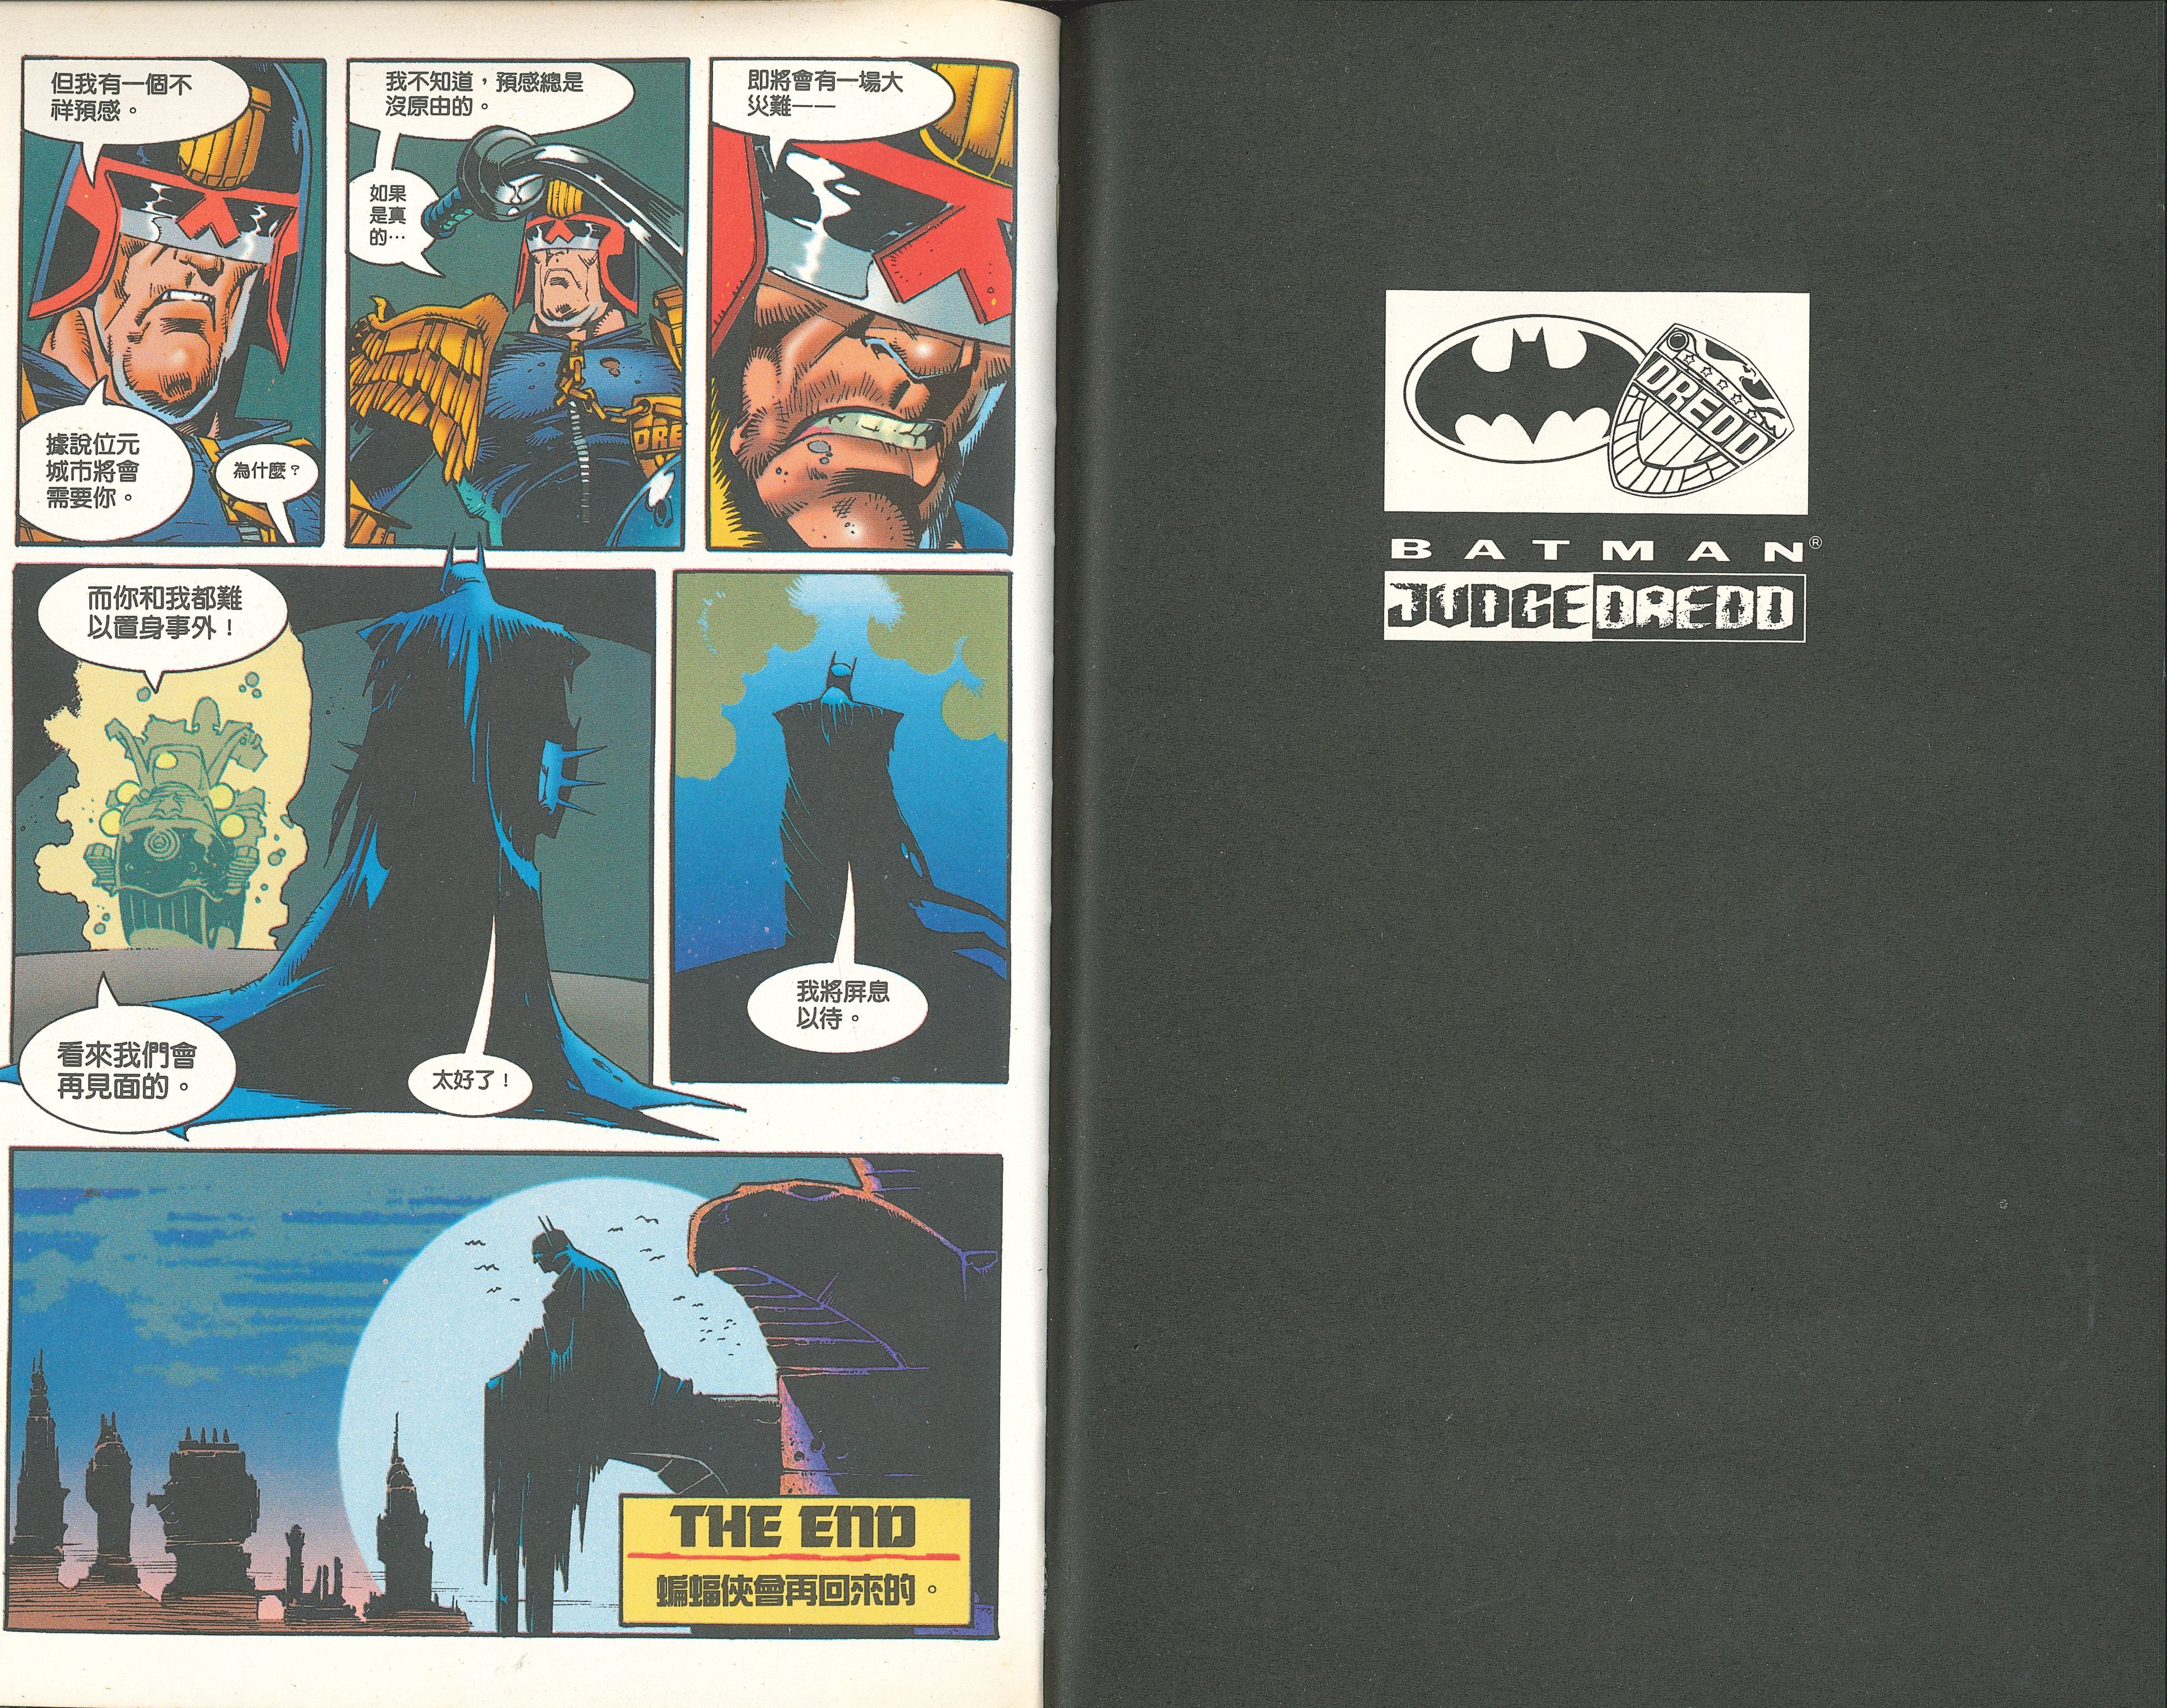 但我有一個不
祥預感。
據說位元
城市將會
需要你。
為什麼?
我不知道,預感總是
沒原由的。
如果
是真
的…
DRE
即將會有一場大
災難——
而你和我都難
以置身事外!
看來我們會
再見面的。
太好了!
我將屏息
以待。
THE END
蝙蝠俠會再回來的。
DREDD
BATMAN®
JUDGE DREDD